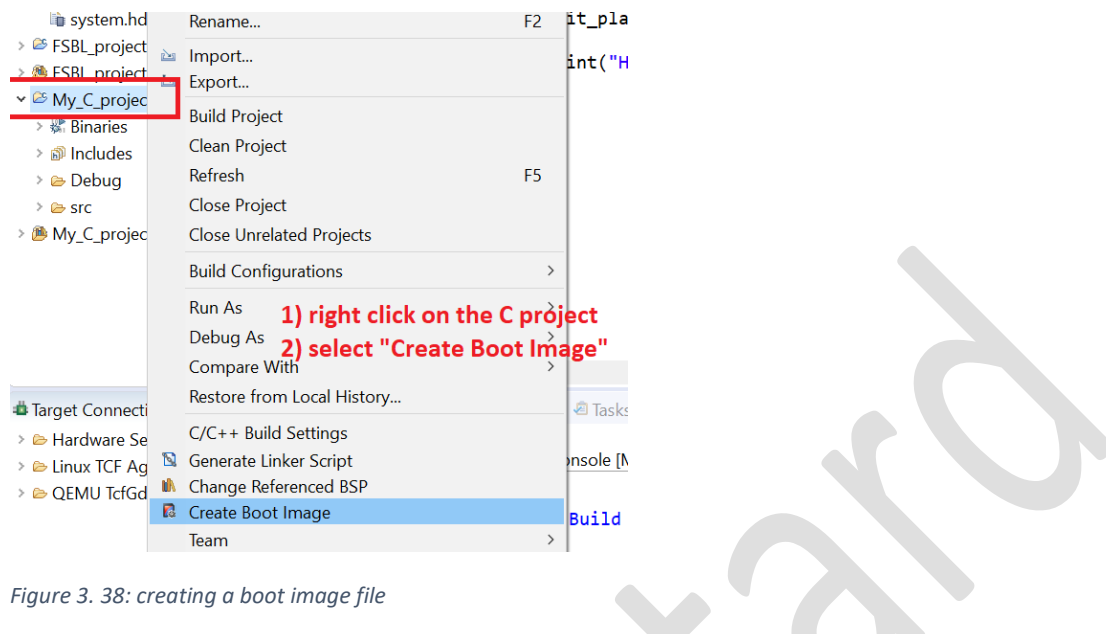 system.hd
FSBL_project
FSBL_project
My_C_projec
Binaries
Includes
Debug
src
My_C_projec
Rename... F2
Import...
Export...
Build Project
Clean Project
Refresh F5
Close Project
Close Unrelated Projects
Build Configurations >
Run As >
Debug As >
Compare With >
Restore from Local History...
C/C++ Build Settings
Generate Linker Script
Change Referenced BSP
Create Boot Image
Team >
1) right click on the C project
2) select "Create Boot Image"
it_pla
int("H
Target Connecti
Hardware Se
Linux TCF Ag
QEMU TcfGd
Tasks
onsole [N
Build
Figure 3. 38: creating a boot image file
tard